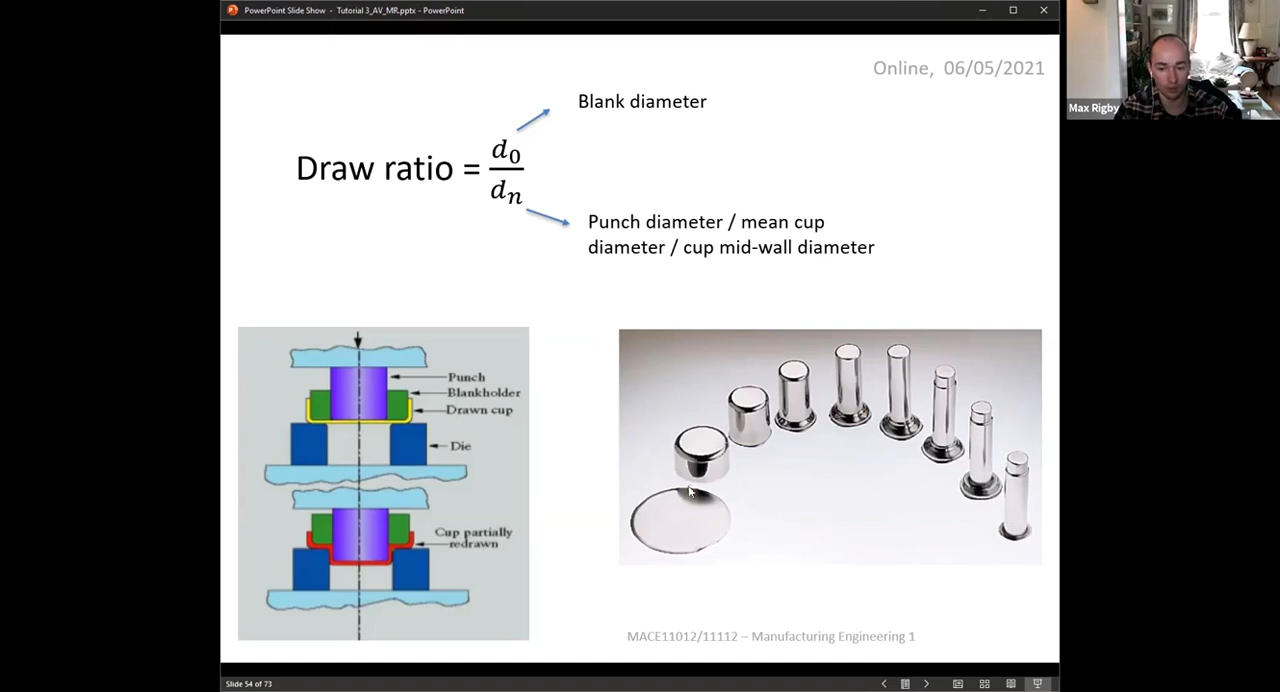 PowerPoint Slide Show - Tutorial 3_AV_MR.pptx - PowerPoint
Online, 06/05/2021
Max Rigby
Blank diameter
Draw ratio = d₀/dₙ
Punch diameter / mean cup
diameter / cup mid-wall diameter
Punch
Blankholder
Drawn cup
Die
Cup partially
redrawn
MACE11012/11112 – Manufacturing Engineering 1
Slide 54 of 73